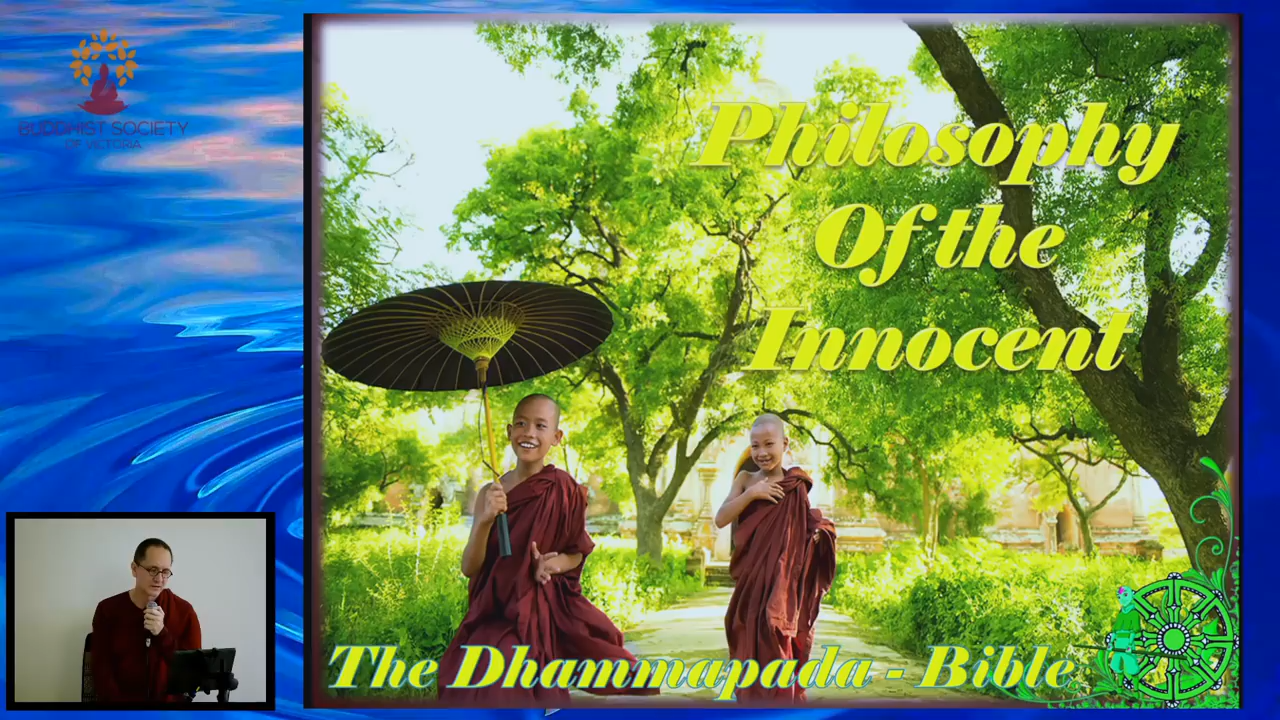 BUDDHIST SOCIETY
OF VICTORIA
Philosophy
Of the
Innocent
The Dhammapada - Bible